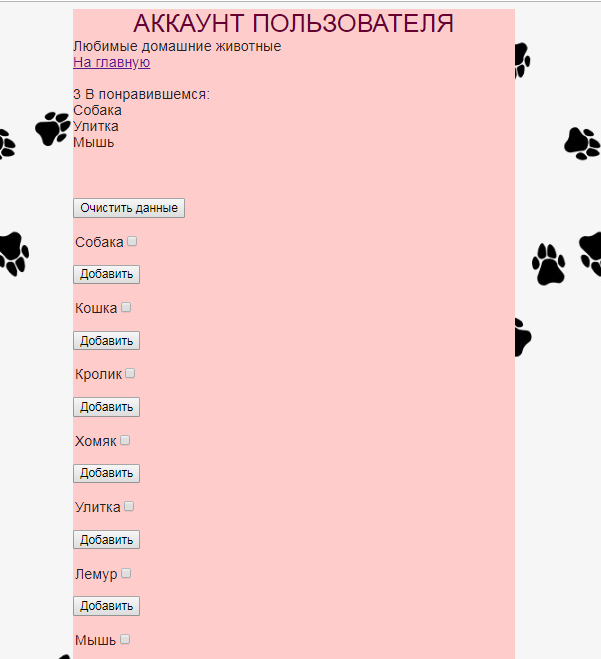 АККАУНТ ПОЛЬЗОВАТЕЛЯ
Любимые домашние животные
На главную
3 В понравившемся:
Собака
Улитка
Мышь
Очистить данные
Собака
Добавить
Кошка
Добавить
Кролик
Добавить
Хомяк
Добавить
Улитка
Добавить
Лемур
Добавить
Мышь